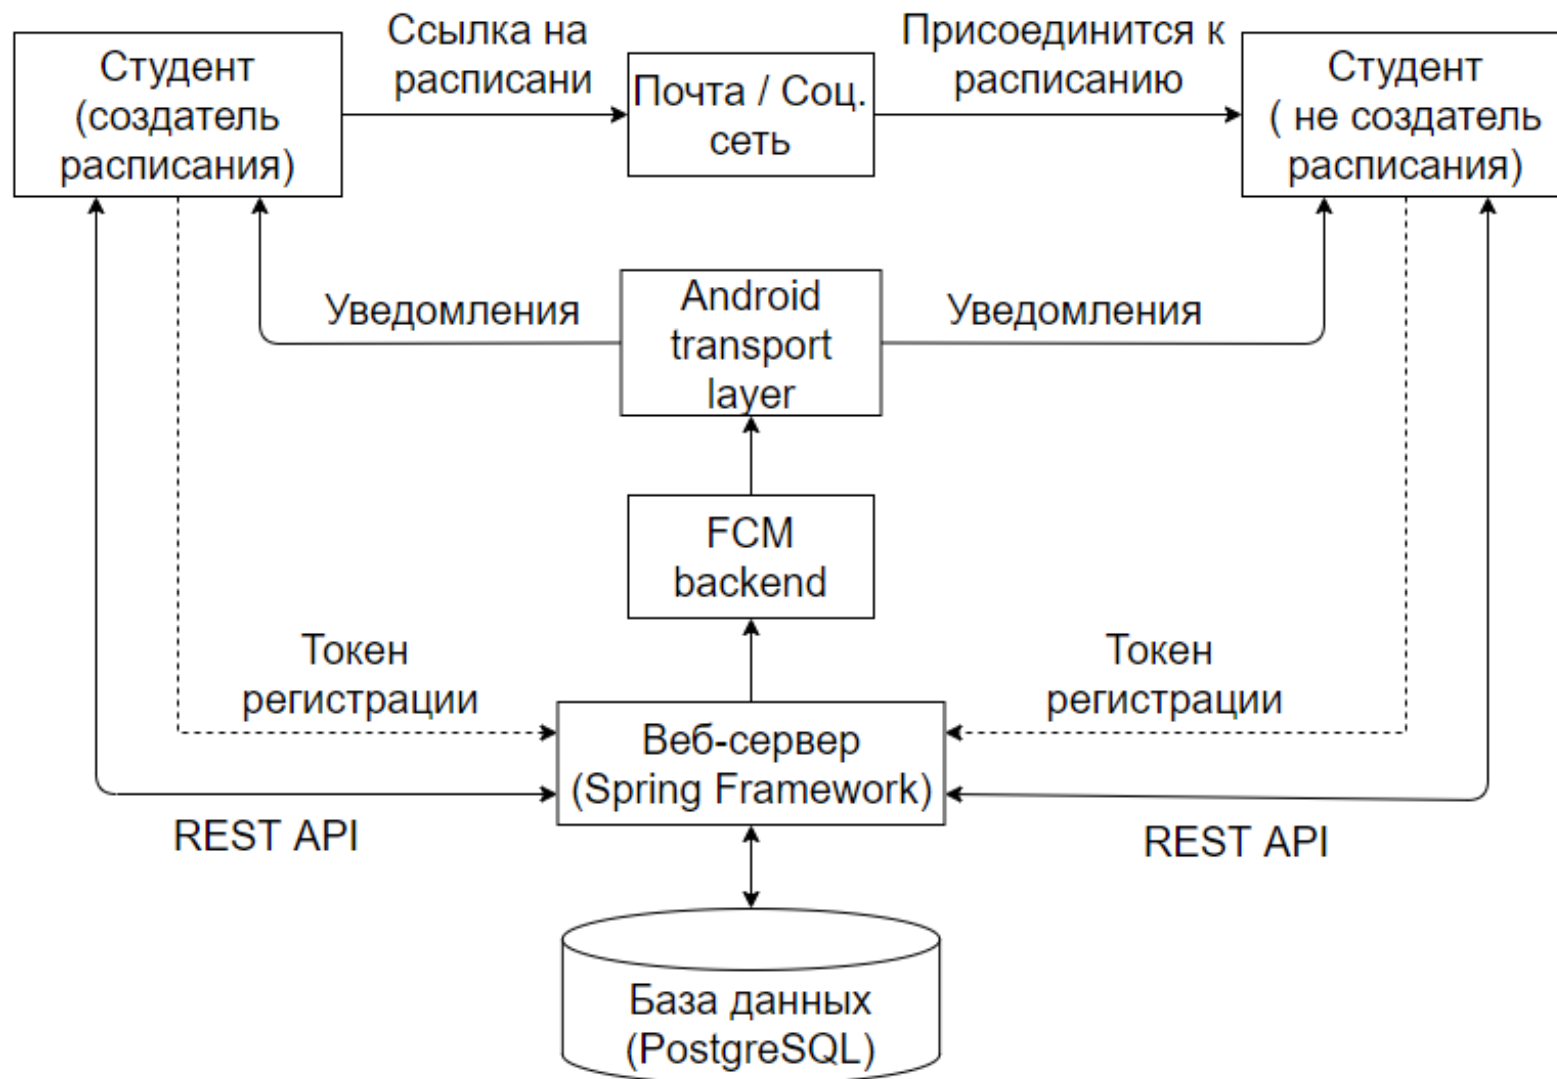 Студент
(создатель
расписания)
Ссылка на
расписани
Почта / Соц.
сеть
Присоединится к
расписанию
Студент
( не создатель
расписания)
Уведомления
Android
transport
layer
Уведомления
FCM
backend
Токен
регистрации
Токен
регистрации
Веб-сервер
(Spring Framework)
REST API
REST API
База данных
(PostgreSQL)